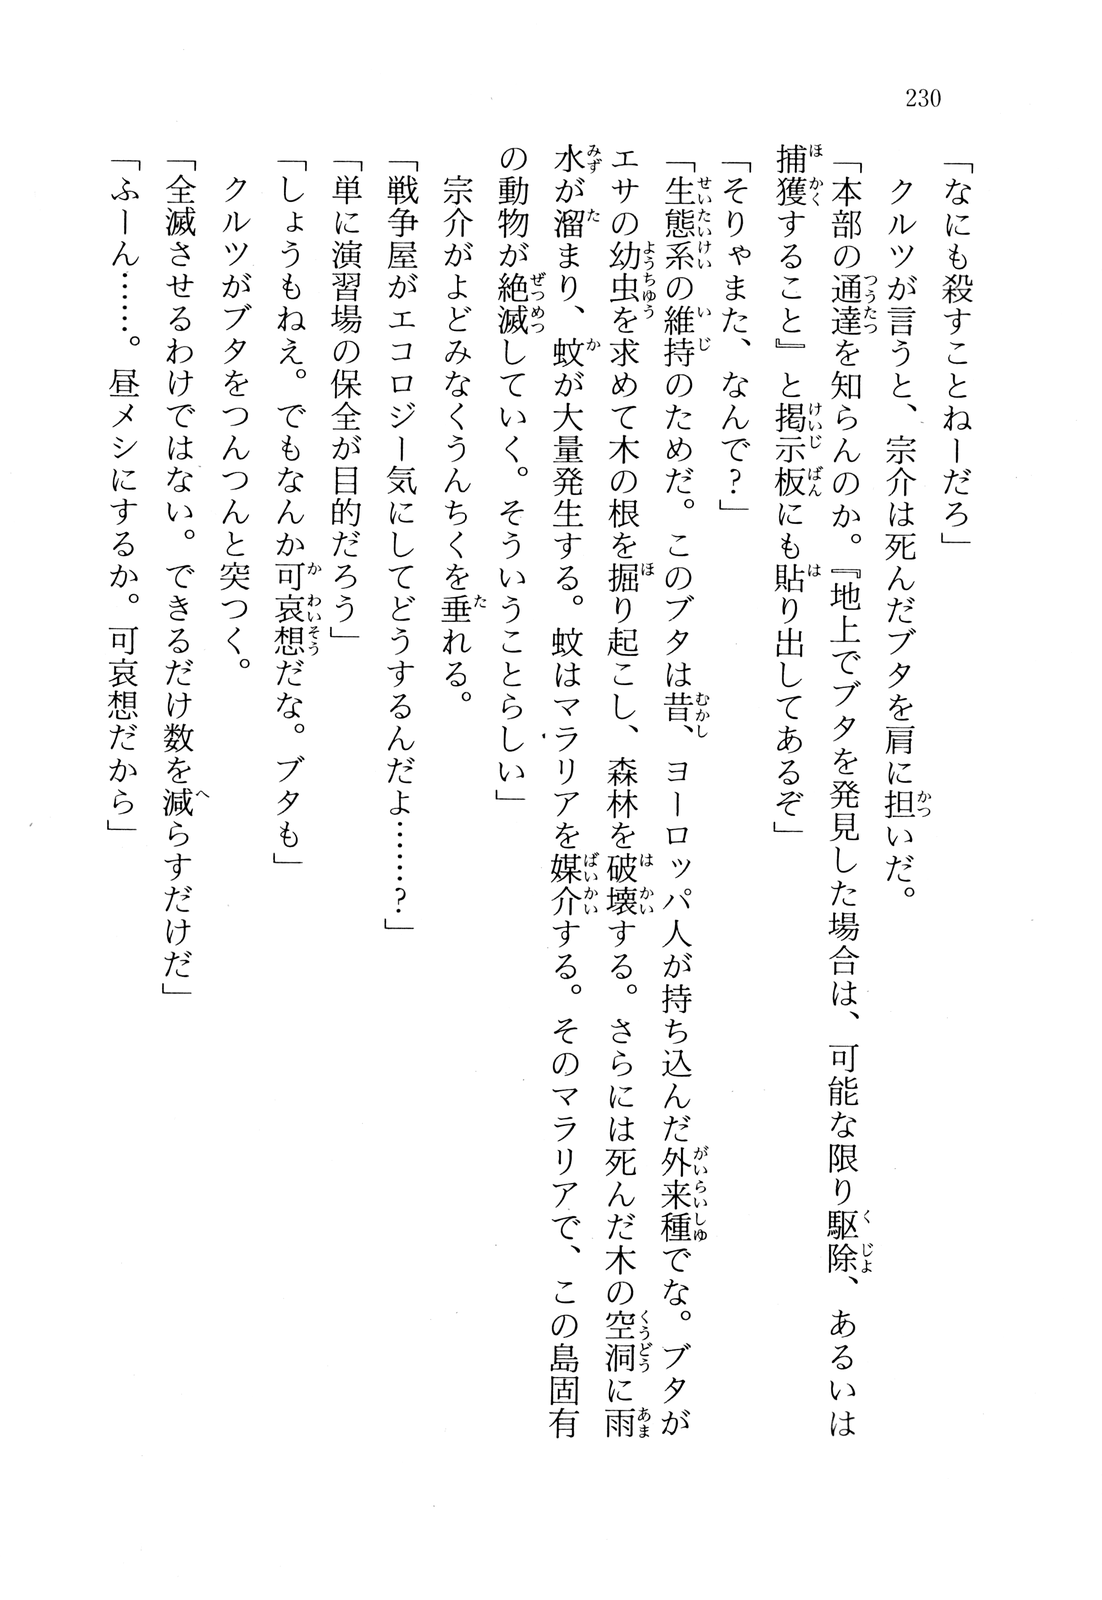 230
「なにも殺すことねーだろ」
　クルツが言うと、宗介は死んだブタを肩に担いだ。
「本部の通達を知らんのか。『地上でブタを発見した場合は、可能な限り駆除、あるいは
捕獲すること』と掲示板にも貼り出してあるぞ」
「そりゃまた、なんで？」
「生態系の維持のためだ。このブタは昔、ヨーロッパ人が持ち込んだ外来種でな。ブタが
エサの幼虫を求めて木の根を掘り起こし、森林を破壊する。さらには死んだ木の空洞に雨
水が溜まり、蚊が大量発生する。蚊はマラリアを媒介する。そのマラリアで、この島固有
の動物が絶滅していく。そういうことらしい」
　宗介がよどみなくうんちくを垂れる。
「戦争屋がエコロジー気にしてどうするんだよ……？」
「単に演習場の保全が目的だろう」
「しょうもねえ。でもなんか可哀想だな。ブタも」
　クルツがブタをつんつんと突つく。
「全滅させるわけではない。できるだけ数を減らすだけだ」
「ふーん……。昼メシにするか。可哀想だから」